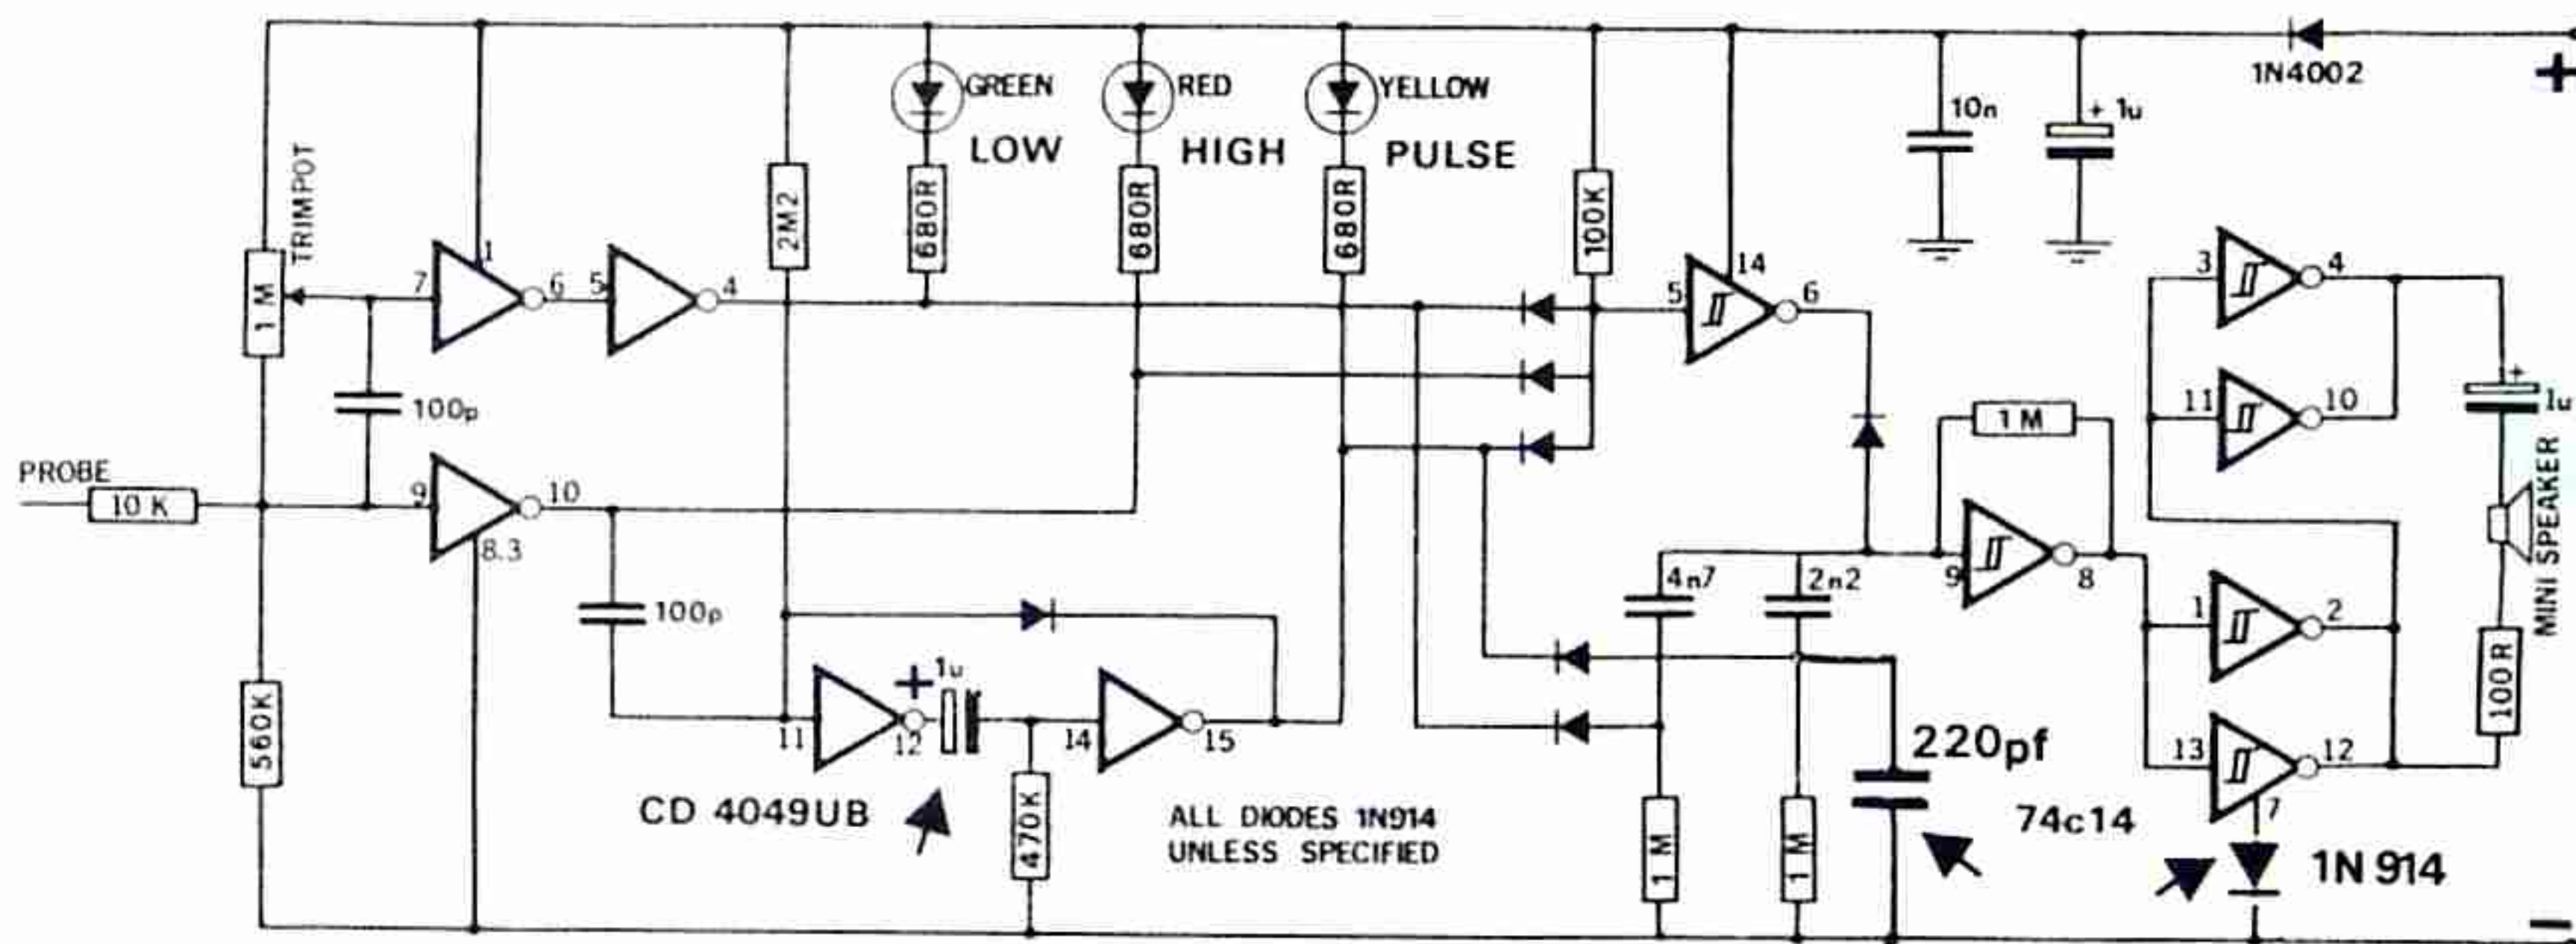 1N4002
+
GREEN
LOW
RED
HIGH
YELLOW
PULSE
10n
+ 1u
TRIMPOT
1 M
2M2
680R
680R
680R
100K
7
1
6
5
4
5
14
6
3
4
11
10
100p
1 M
+
1u
MINI SPEAKER
PROBE
10 K
9
10
8.3
100p
4n7
2n2
9
8
1
2
560K
11
12
+
1u
14
15
220pf
13
12
7
100R
CD 4049UB
470K
ALL DIODES 1N914
UNLESS SPECIFIED
1 M
1 M
74c14
1N 914
–